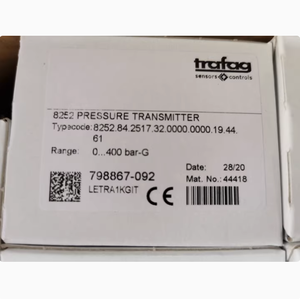 trafag
sensors & controls
8252 PRESSURE TRANSMITTER
Typecode: 8252.84.2517.32.0000.0000.19.44.
61
Range: 0...400 bar-G
798867-092
LETRA1KGIT
Date: 28/20
Mat. No.: 44418